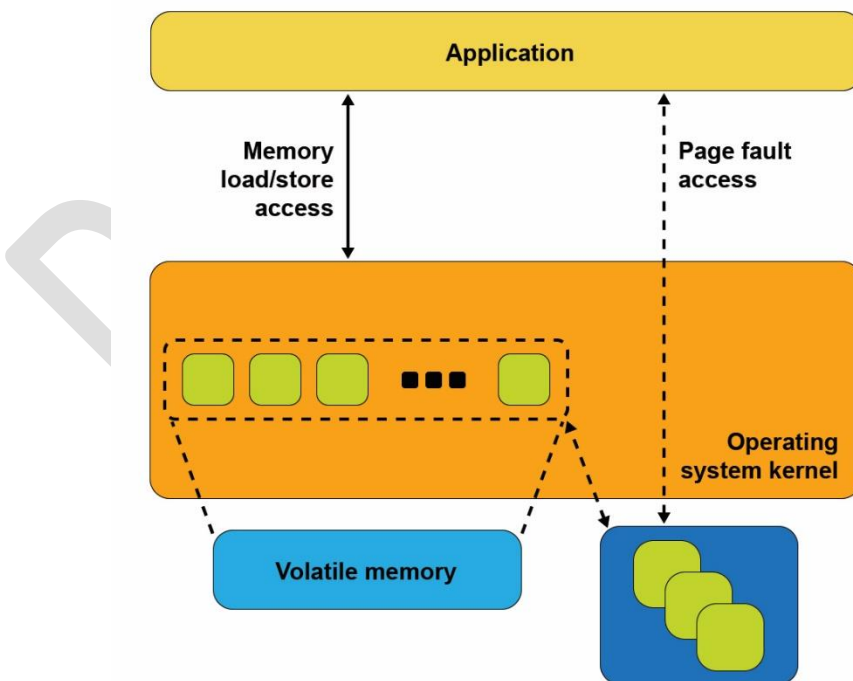 Application
Memory
load/store
access
Page fault
access
Operating
system kernel
Volatile memory